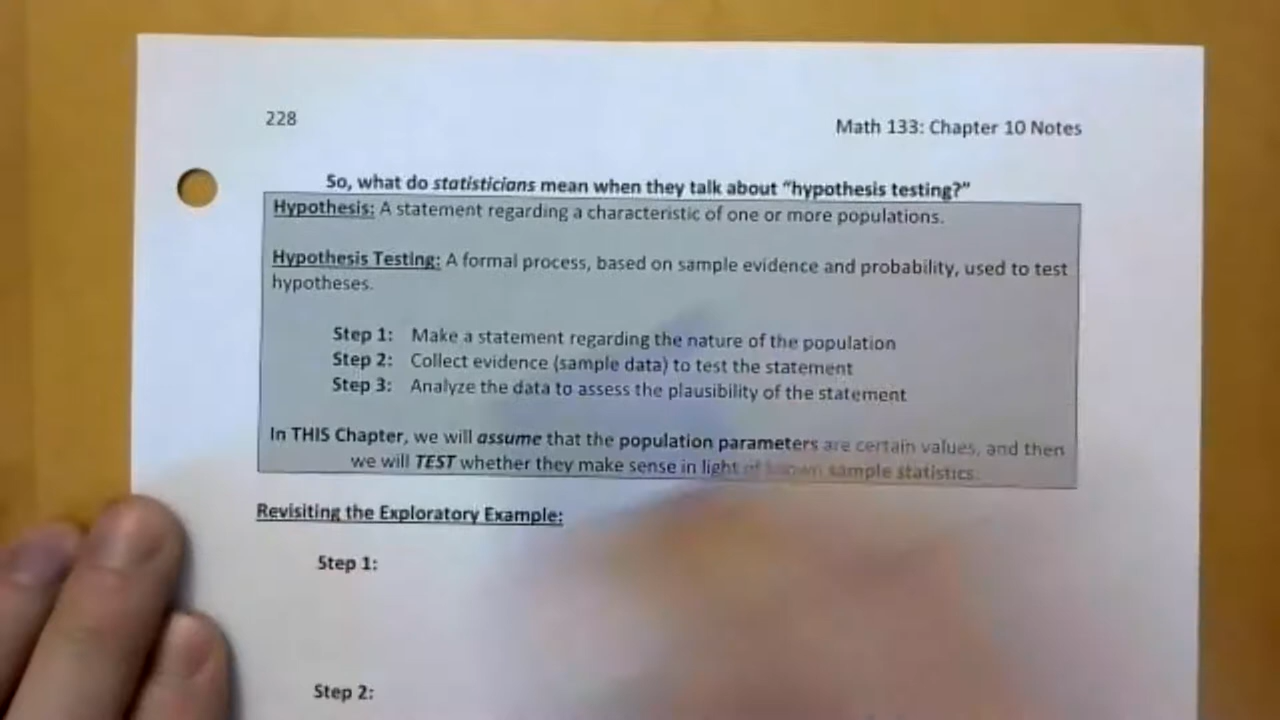 228
Math 133: Chapter 10 Notes
So, what do statisticians mean when they talk about “hypothesis testing?”
Hypothesis: A statement regarding a characteristic of one or more populations.
Hypothesis Testing: A formal process, based on sample evidence and probability, used to test
hypotheses.
Step 1: Make a statement regarding the nature of the population
Step 2: Collect evidence (sample data) to test the statement
Step 3: Analyze the data to assess the plausibility of the statement
In THIS Chapter, we will assume that the population parameters are certain values, and then
we will TEST whether they make sense in light of known sample statistics.
Revisiting the Exploratory Example:
Step 1:
Step 2: